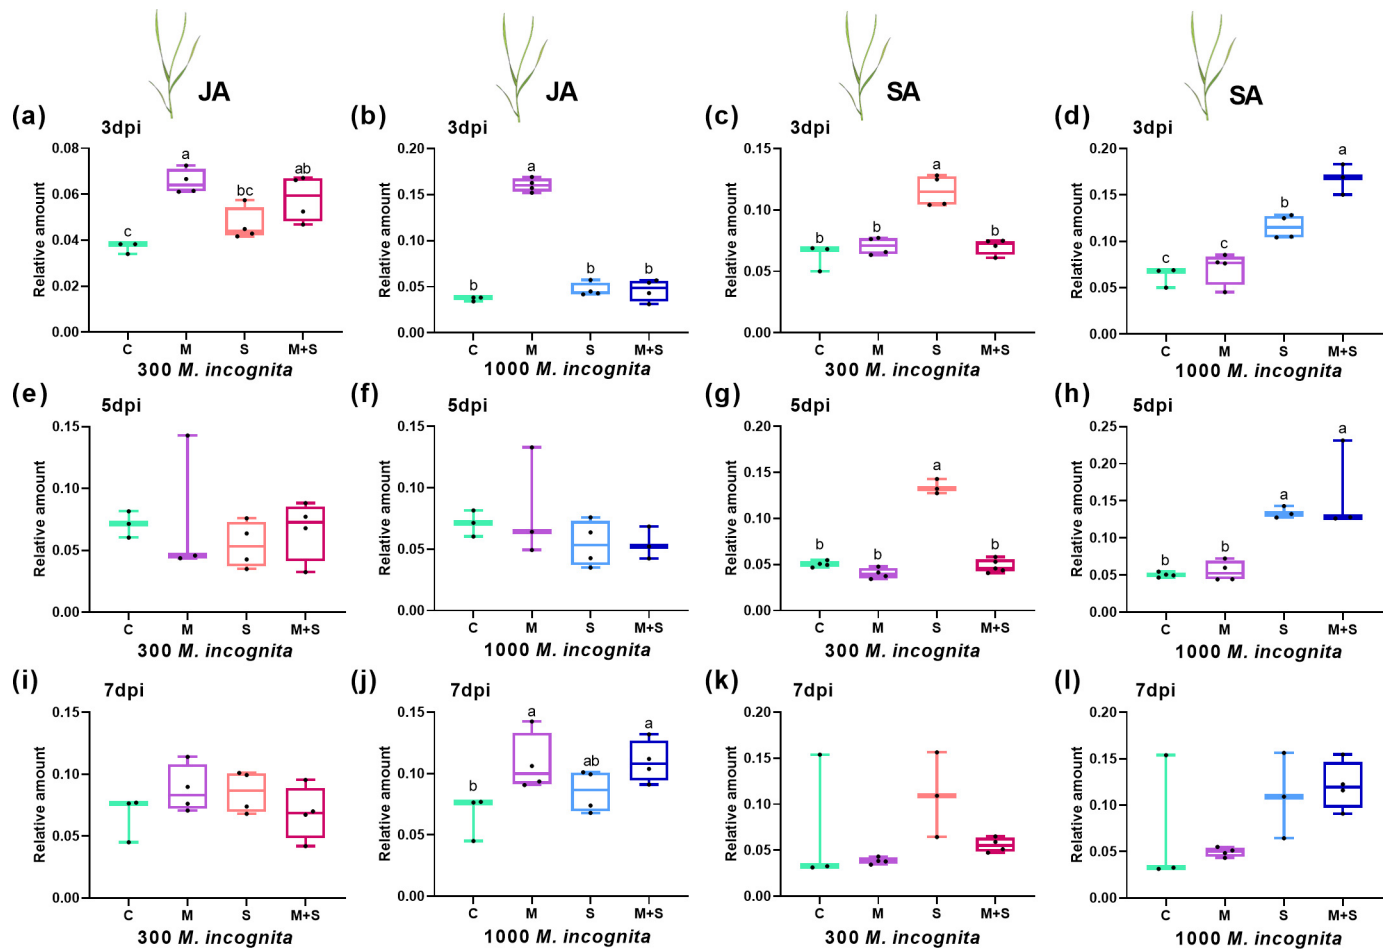 JA JA SA SA
(a) (b) (c) (d)
3dpi 3dpi 3dpi 3dpi
Relative amount
0.08
0.06
0.04
0.02
0.00
c a bc ab
C M S M+S
300 M. incognita
Relative amount
0.20
0.15
0.10
0.05
0.00
b a b b
C M S M+S
1000 M. incognita
Relative amount
0.15
0.10
0.05
0.00
b b a b
C M S M+S
300 M. incognita
Relative amount
0.20
0.15
0.10
0.05
0.00
c c b a
C M S M+S
1000 M. incognita
(e) (f) (g) (h)
5dpi 5dpi 5dpi 5dpi
Relative amount
0.15
0.10
0.05
0.00
C M S M+S
300 M. incognita
Relative amount
0.15
0.10
0.05
0.00
C M S M+S
1000 M. incognita
Relative amount
0.20
0.15
0.10
0.05
0.00
b b a b
C M S M+S
300 M. incognita
Relative amount
0.25
0.20
0.15
0.10
0.05
0.00
b b a a
C M S M+S
1000 M. incognita
(i) (j) (k) (l)
7dpi 7dpi 7dpi 7dpi
Relative amount
0.15
0.10
0.05
0.00
C M S M+S
300 M. incognita
Relative amount
0.15
0.10
0.05
0.00
b a ab a
C M S M+S
1000 M. incognita
Relative amount
0.20
0.15
0.10
0.05
0.00
C M S M+S
300 M. incognita
Relative amount
0.20
0.15
0.10
0.05
0.00
C M S M+S
1000 M. incognita